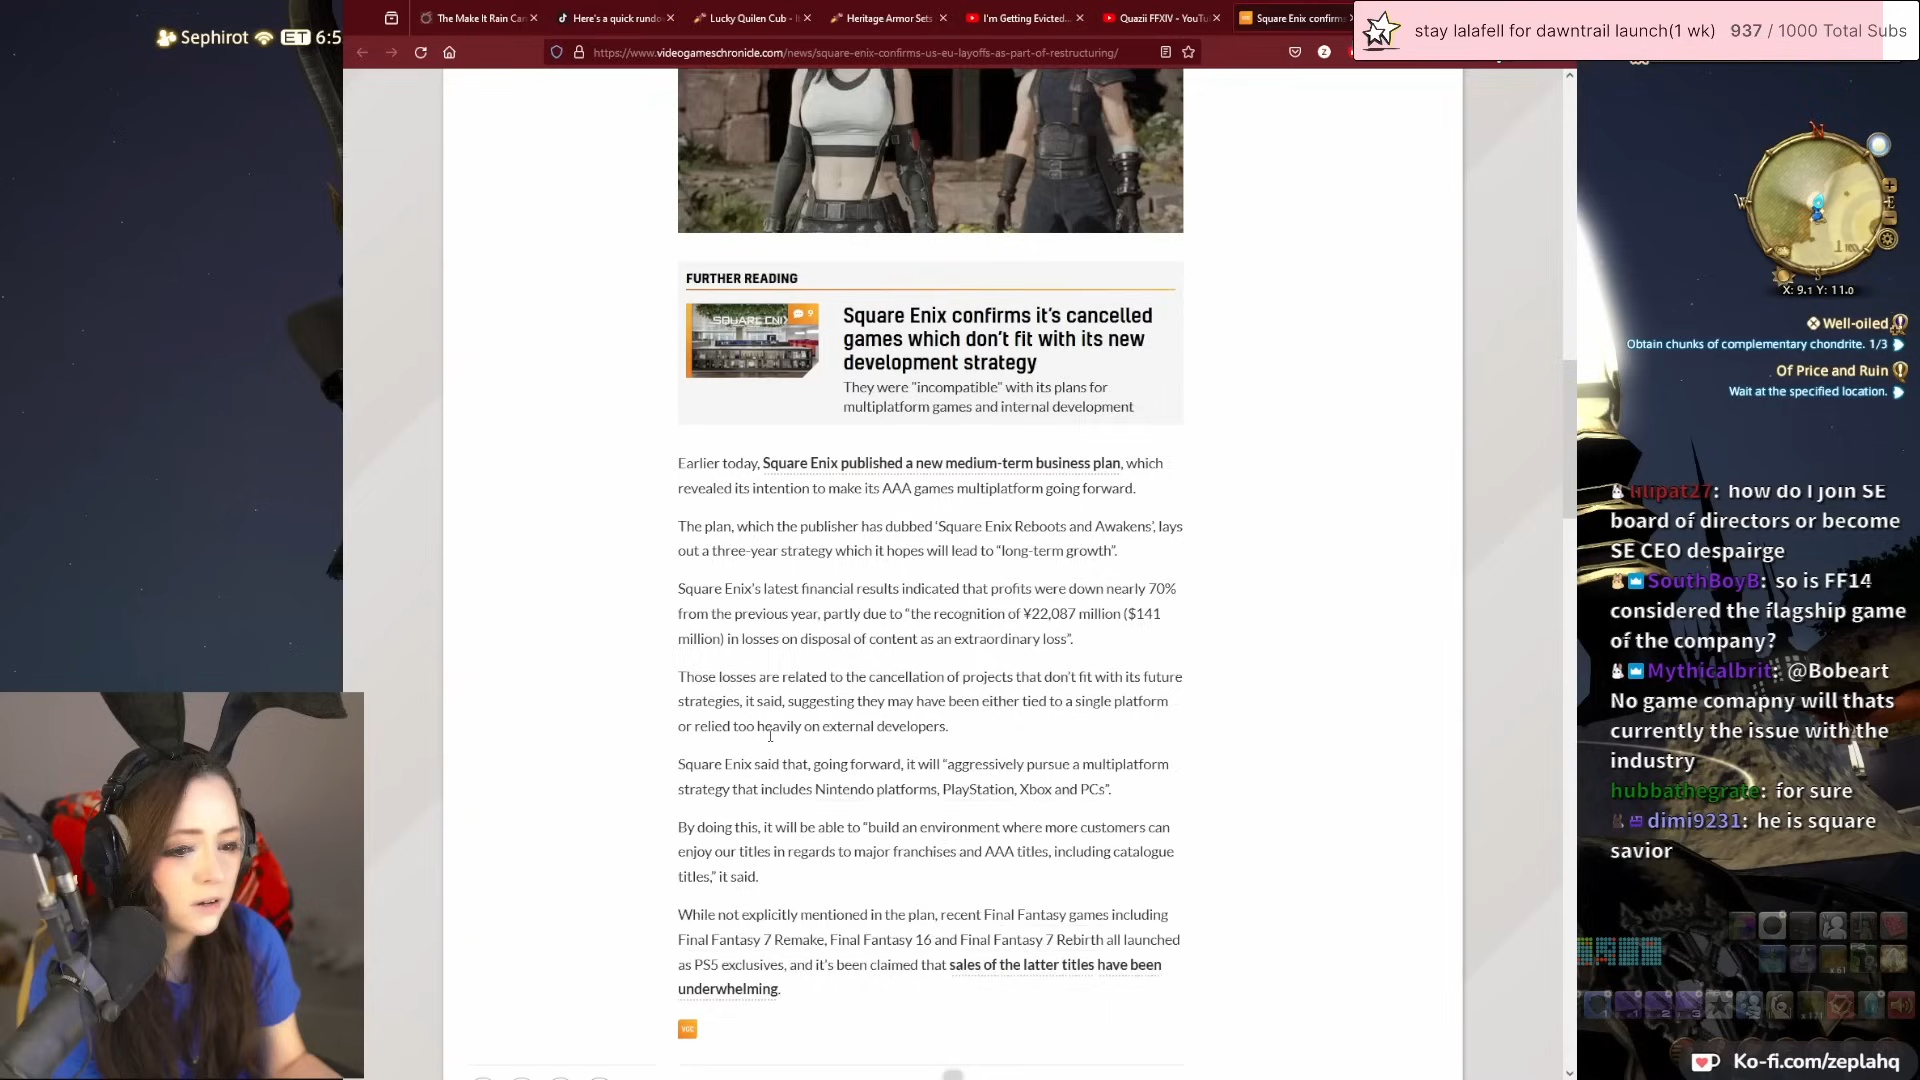 Sephirot ET 6:5
The Make It Rain Can
Here's a quick rundo
Lucky Quilen Cub -
Heritage Armor Sets
I'm Getting Evicted...
Quazii FFXIV - YouTu
Square Enix confirms
https://www.videogameschronicle.com/news/square-enix-confirms-us-eu-layoffs-as-part-of-restructuring/
stay lalafell for dawntrail launch(1 wk) 937 / 1000 Total Subs
FURTHER READING
SQUARE ENIX
9
Square Enix confirms it's cancelled
games which don't fit with its new
development strategy
They were "incompatible" with its plans for
multiplatform games and internal development
Earlier today, Square Enix published a new medium-term business plan, which
revealed its intention to make its AAA games multiplatform going forward.
The plan, which the publisher has dubbed ‘Square Enix Reboots and Awakens’, lays
out a three-year strategy which it hopes will lead to “long-term growth”.
Square Enix’s latest financial results indicated that profits were down nearly 70%
from the previous year, partly due to “the recognition of ¥22,087 million ($141
million) in losses on disposal of content as an extraordinary loss”.
Those losses are related to the cancellation of projects that don’t fit with its future
strategies, it said, suggesting they may have been either tied to a single platform
or relied too heavily on external developers.
Square Enix said that, going forward, it will “aggressively pursue a multiplatform
strategy that includes Nintendo platforms, PlayStation, Xbox and PCs”.
By doing this, it will be able to “build an environment where more customers can
enjoy our titles in regards to major franchises and AAA titles, including catalogue
titles,” it said.
While not explicitly mentioned in the plan, recent Final Fantasy games including
Final Fantasy 7 Remake, Final Fantasy 16 and Final Fantasy 7 Rebirth all launched
as PS5 exclusives, and it’s been claimed that sales of the latter titles have been
underwhelming.
VGC
N
W
E
S
X: 9.1 Y: 11.0
Well-oiled
Obtain chunks of complementary chondrite. 1/3
Of Price and Ruin
Wait at the specified location.
lilipat27: how do I join SE
board of directors or become
SE CEO despairge
SouthBoyB: so is FF14
considered the flagship game
of the company?
Mythicalbrit: @Bobeart
No game comapny will thats
currently the issue with the
industry
hubbathegrate: for sure
dimi9231: he is square
savior
Ko-fi.com/zeplahq